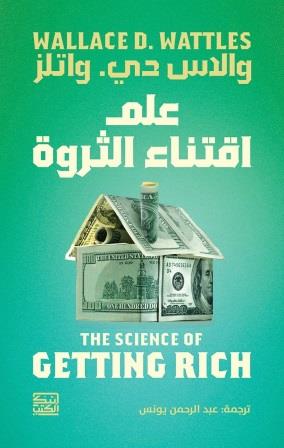 WALLACE D. WATTLES
والاس دي. واتلز
علم
اقتناء الثروة
THE SCIENCE OF
GETTING RICH
ترجمة: عبد الرحمن يونس